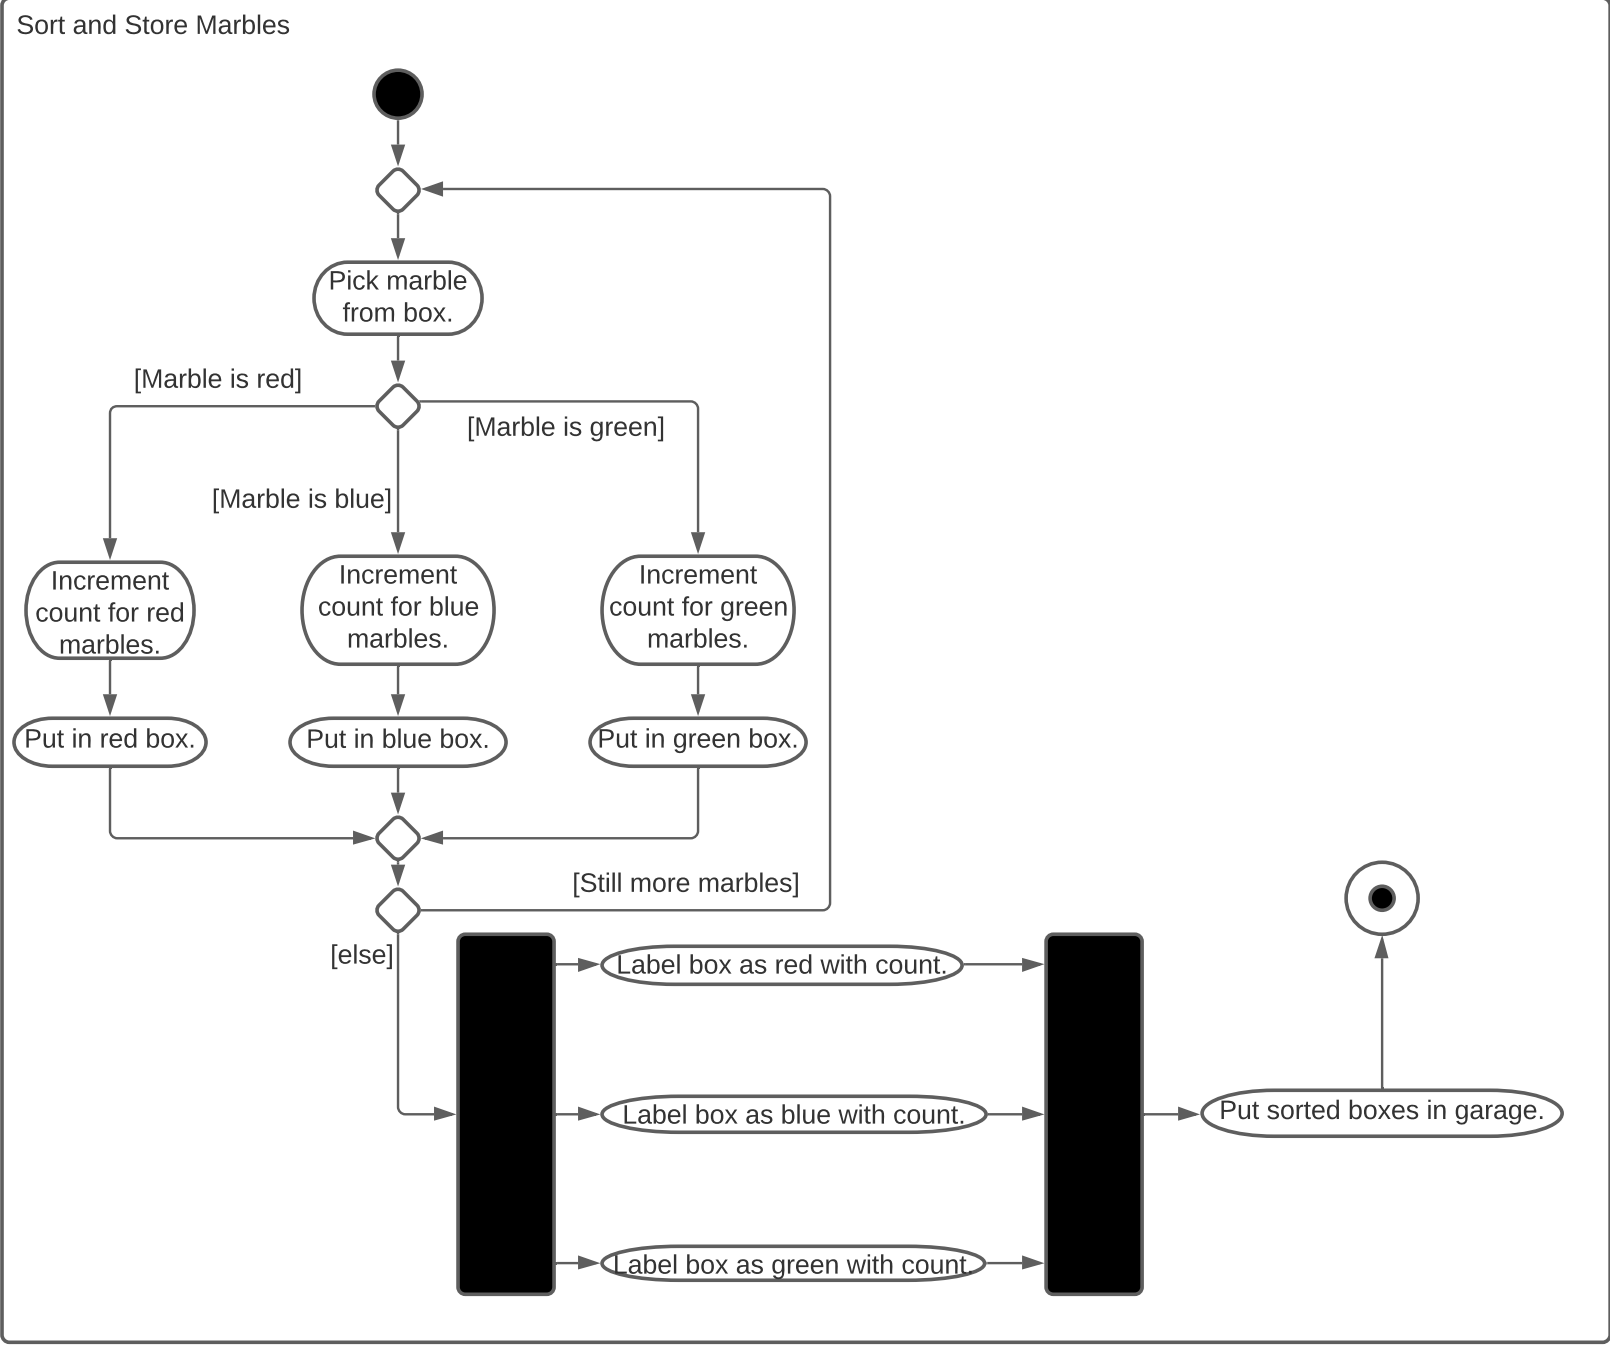 Sort and Store Marbles
Pick marble
from box.
[Marble is red]
[Marble is green]
[Marble is blue]
Increment
count for red
marbles.
Increment
count for blue
marbles.
Increment
count for green
marbles.
Put in red box.
Put in blue box.
Put in green box.
[Still more marbles]
[else]
Label box as red with count.
Label box as blue with count.
Put sorted boxes in garage.
Label box as green with count.